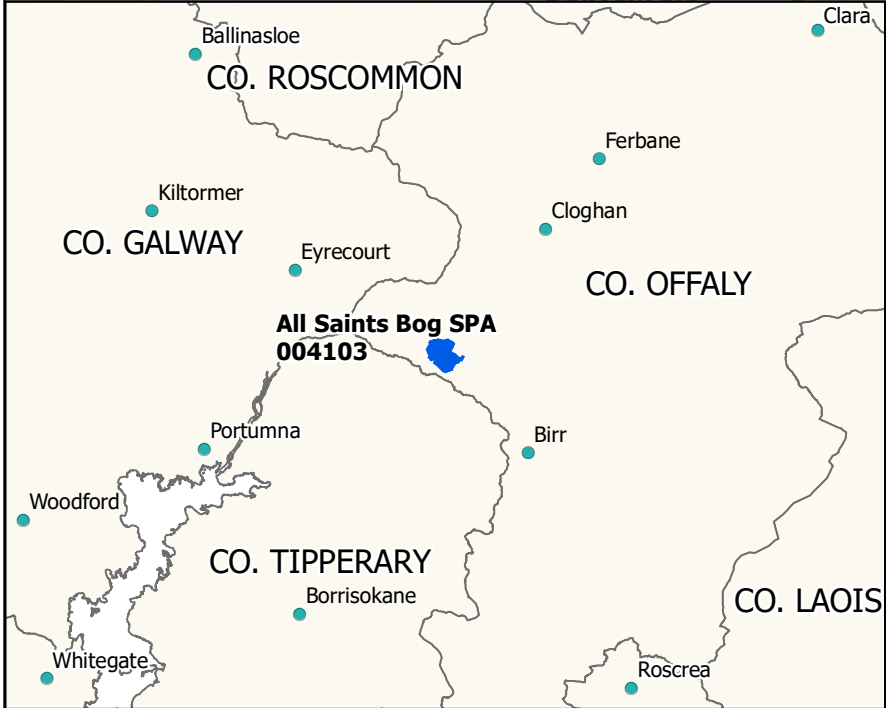 Clara
Ballinasloe
CO. ROSCOMMON
Ferbane
Kiltormer
Cloghan
CO. GALWAY
Eyrecourt
CO. OFFALY
All Saints Bog SPA
004103
Portumna
Birr
Woodford
CO. TIPPERARY
Borrisokane
CO. LAOIS
Whitegate
Roscrea